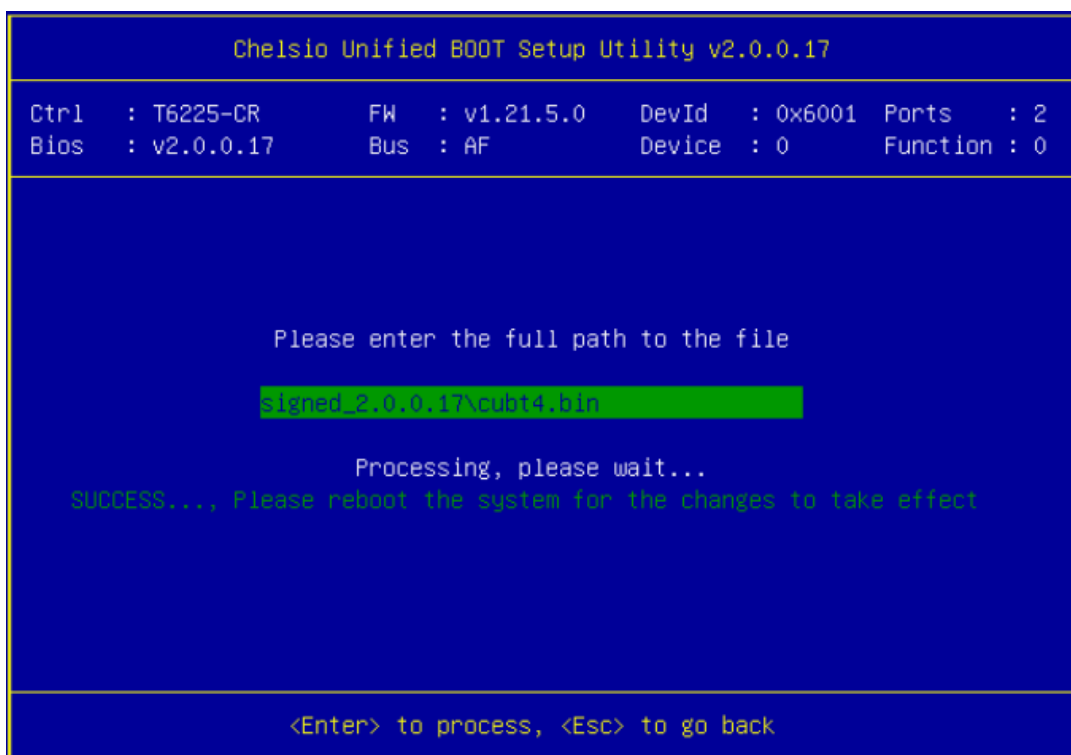 Chelsio Unified BOOT Setup Utility v2.0.0.17
Ctrl : T6225-CR FW : v1.21.5.0 DevId : 0x6001 Ports : 2
Bios : v2.0.0.17 Bus : AF Device : 0 Function : 0
Please enter the full path to the file
signed_2.0.0.17\cubt4.bin
Processing, please wait...
SUCCESS..., Please reboot the system for the changes to take effect
<Enter> to process, <Esc> to go back